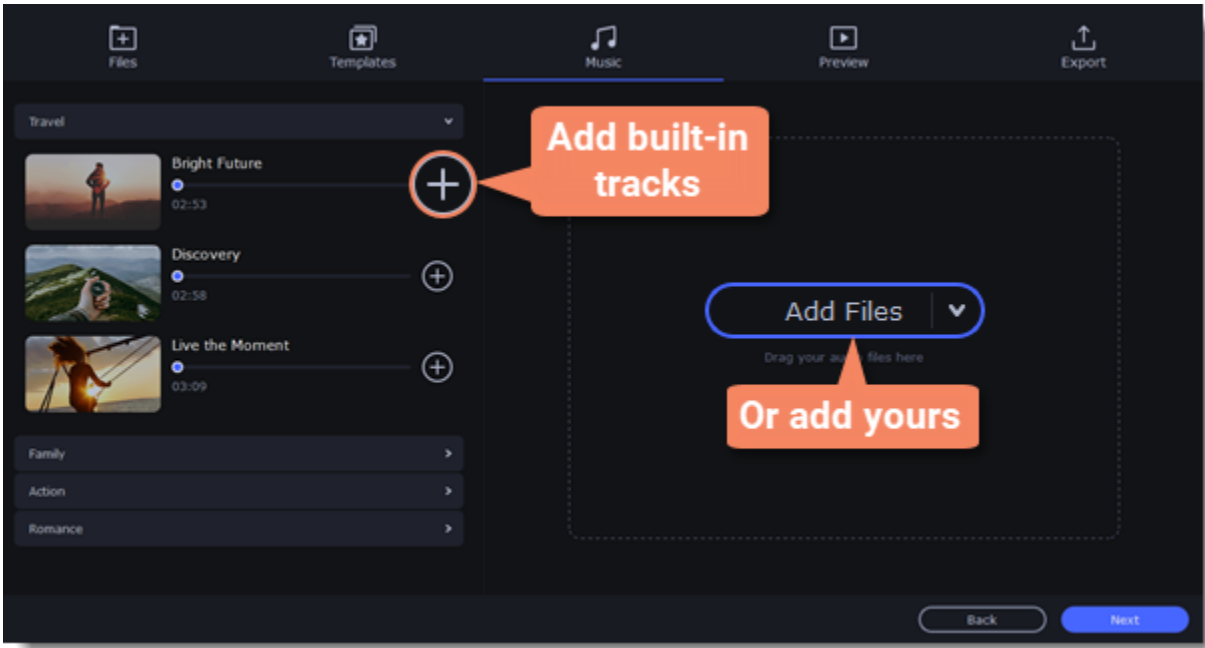 Files
Templates
Music
Preview
Export
Travel
Bright Future
02:53
Discovery
02:58
Live the Moment
03:09
Family
Action
Romance
Add built-in
tracks
Add Files
Drag your files here
Or add yours
Back
Next